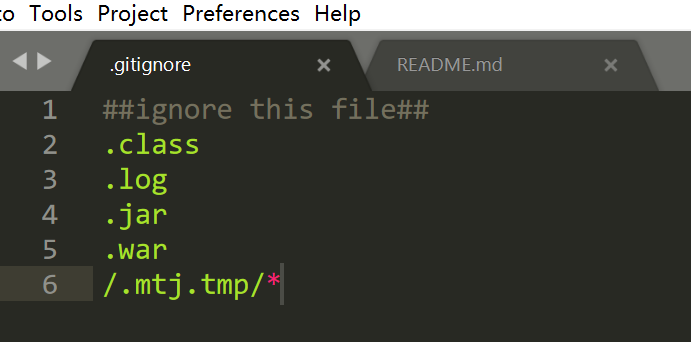 to Tools Project Preferences Help
.gitignore × README.md ×
1 ##ignore this file##
2 .class
3 .log
4 .jar
5 .war
6 /.mtj.tmp/*